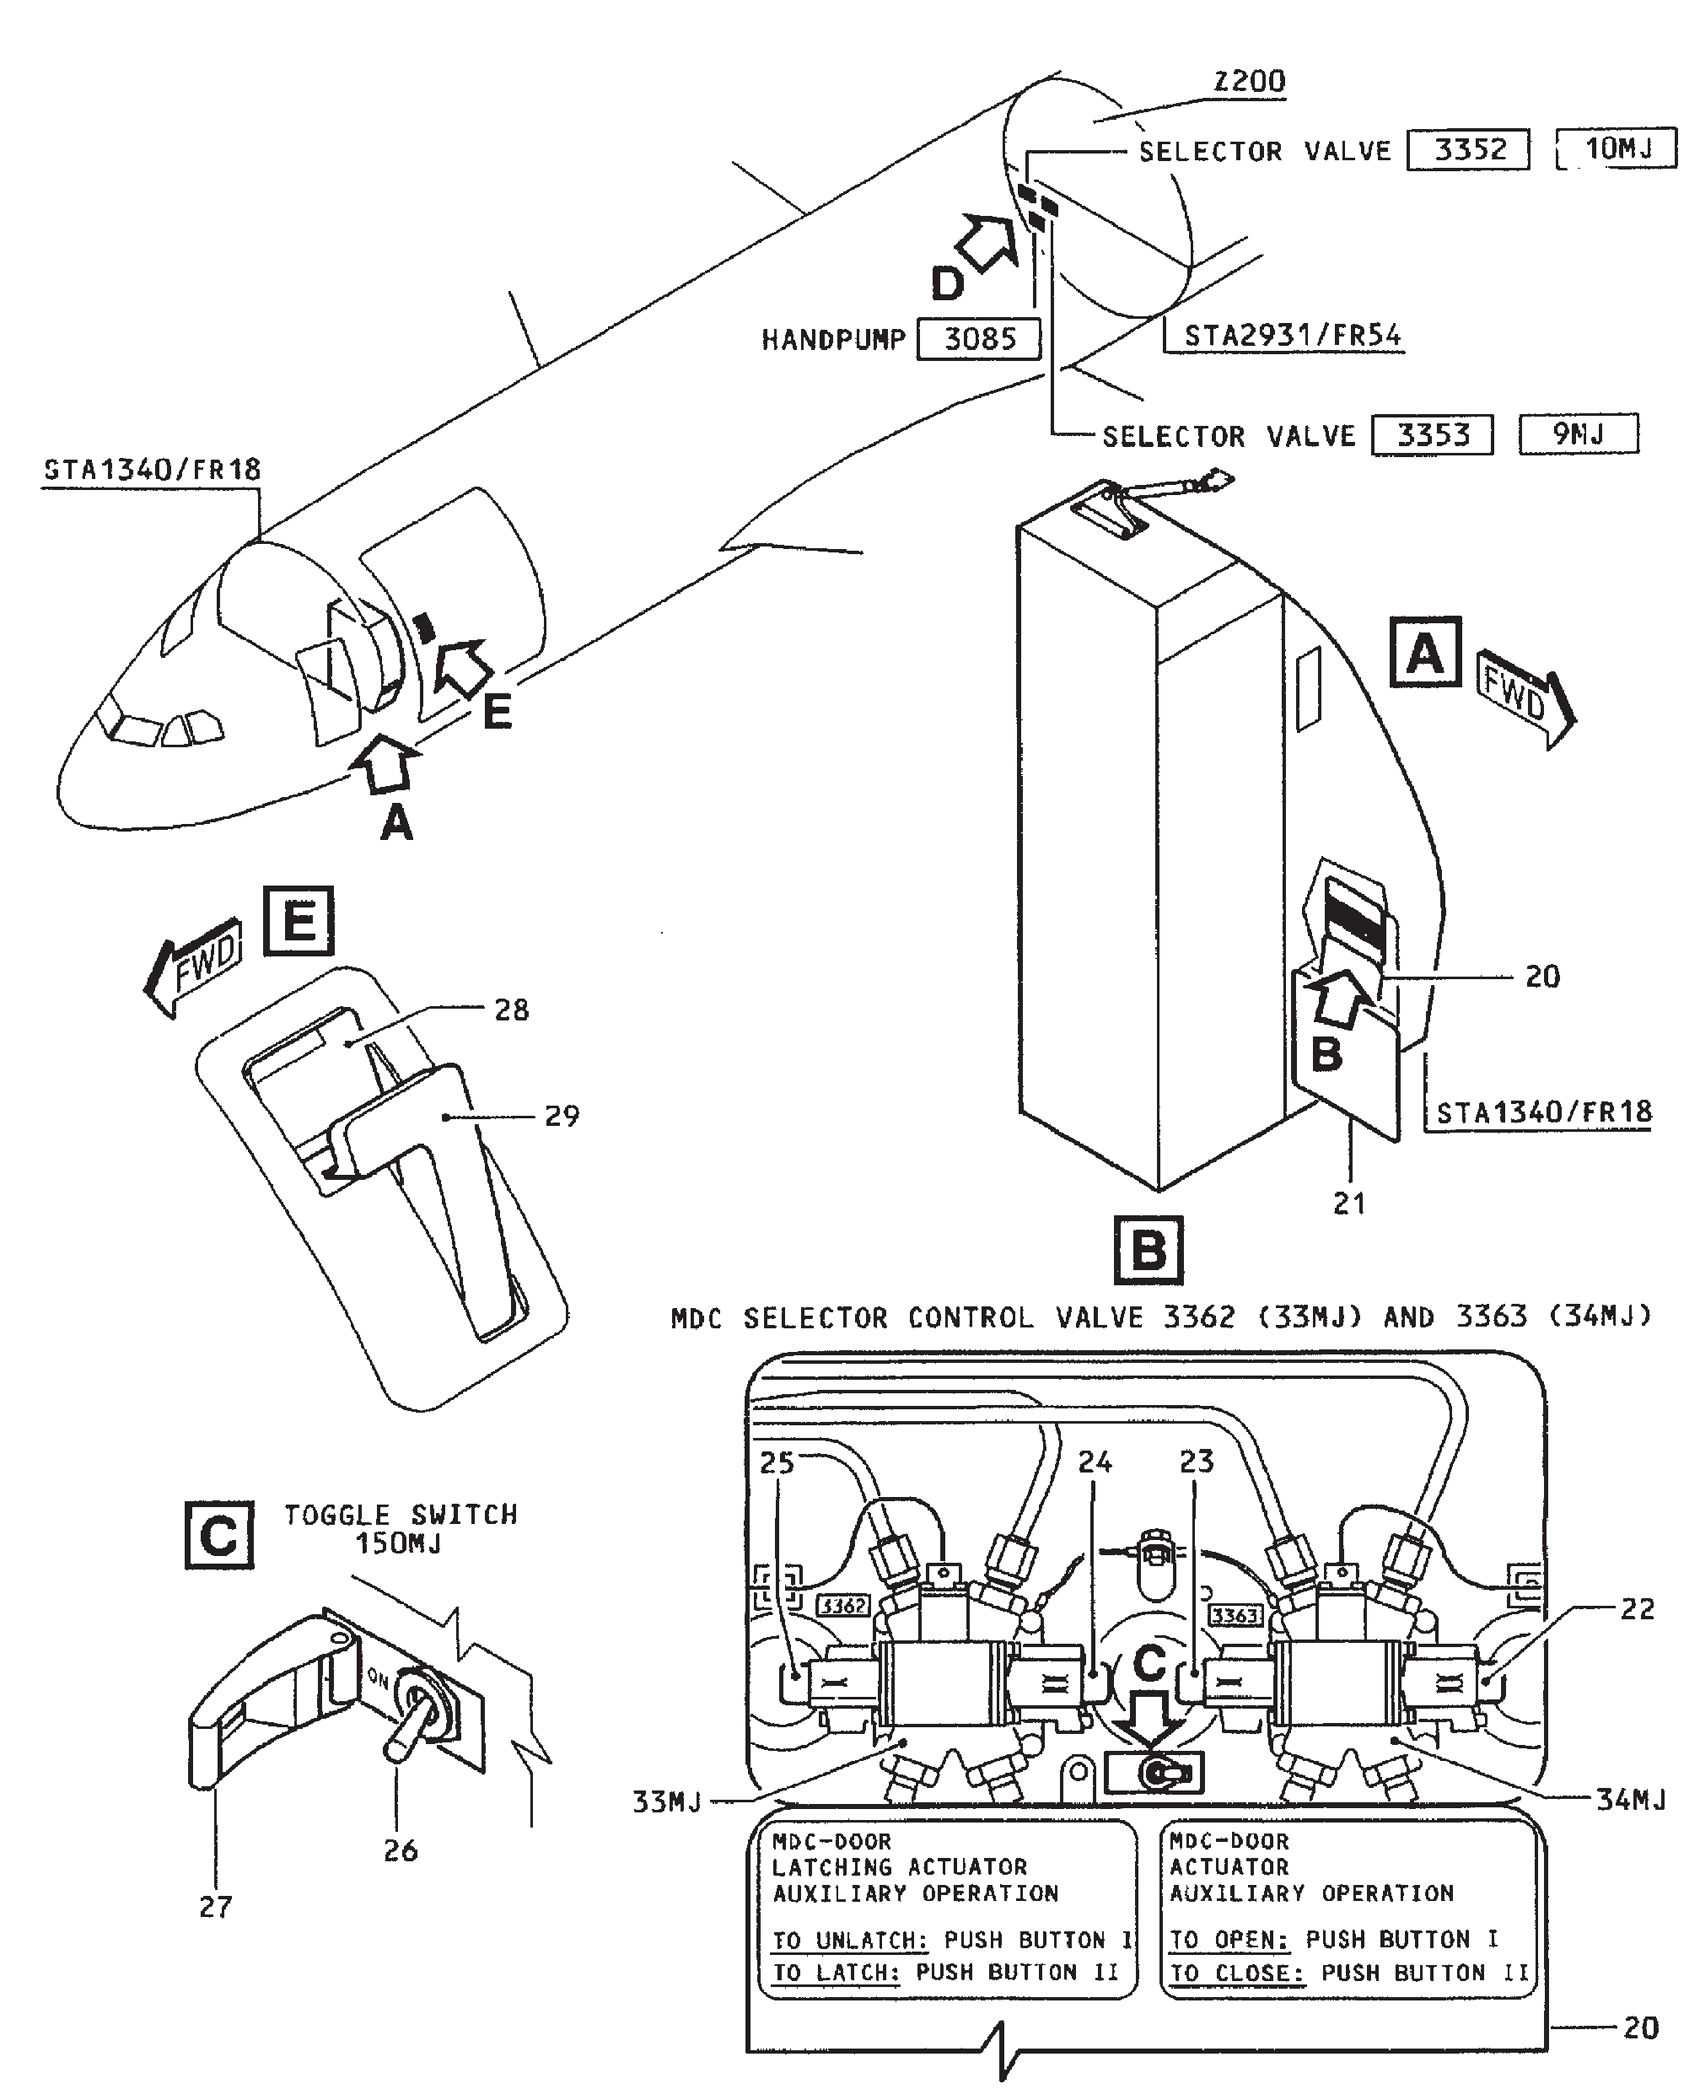 Z200
SELECTOR VALVE 3352 10MJ
D
HANDPUMP 3085
STA2931/FR54
SELECTOR VALVE 3353 9MJ
STA1340/FR18
E
A
A
FWD
20
B
STA1340/FR18
21
E
FWD
28
29
B
MDC SELECTOR CONTROL VALVE 3362 (33MJ) AND 3363 (34MJ)
25
24
23
3362
3363
22
C
33MJ
34MJ
MDC-DOOR
LATCHING ACTUATOR
AUXILIARY OPERATION
TO UNLATCH: PUSH BUTTON I
TO LATCH: PUSH BUTTON II
MDC-DOOR
ACTUATOR
AUXILIARY OPERATION
TO OPEN: PUSH BUTTON I
TO CLOSE: PUSH BUTTON II
20
C
TOGGLE SWITCH
150MJ
ON
26
27
I
II
I
II